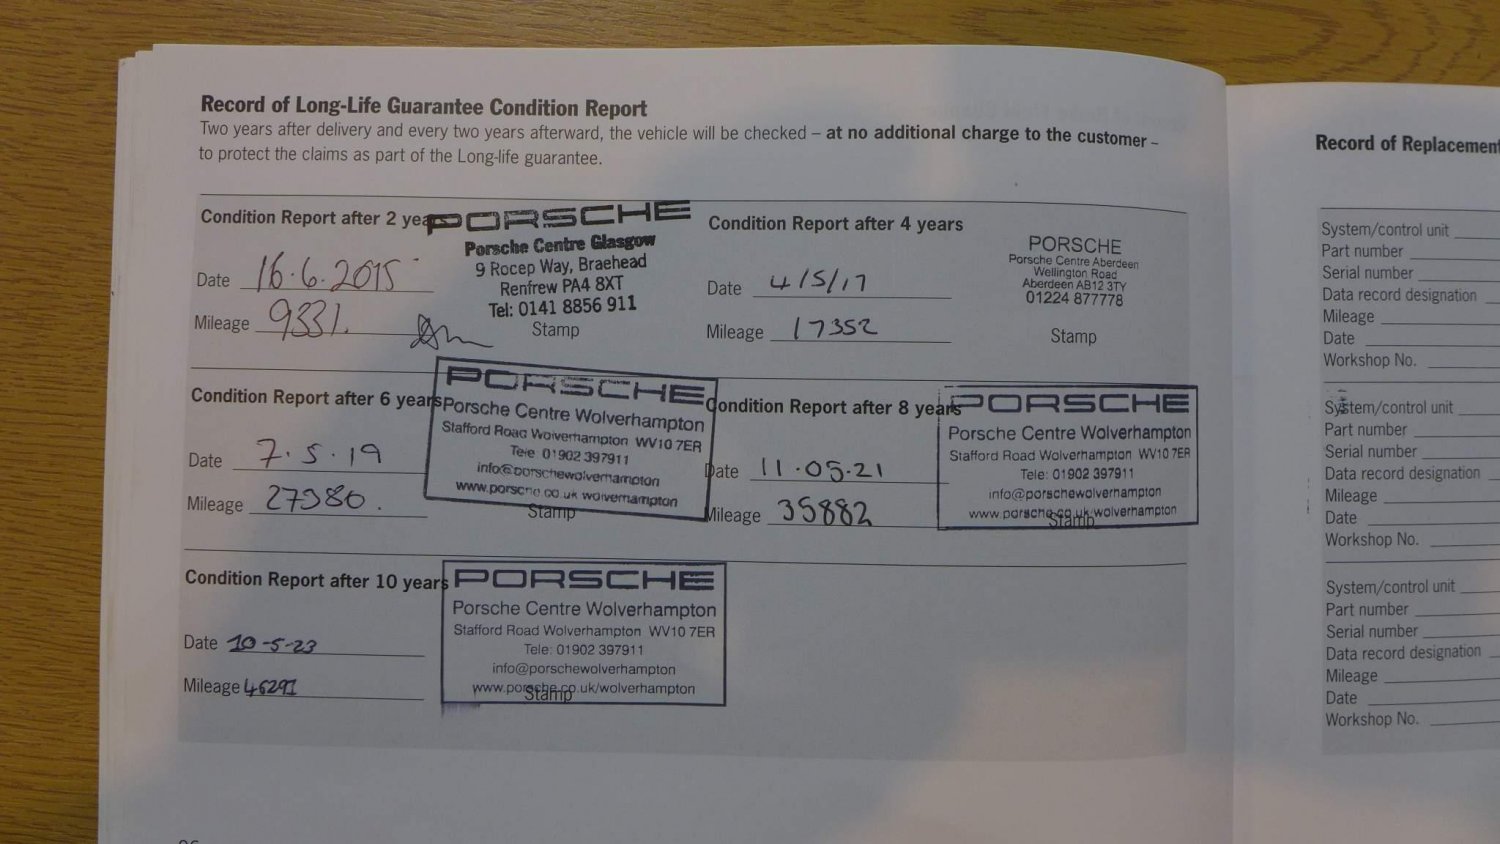 Record of Long-Life Guarantee Condition Report
Two years after delivery and every two years afterward, the vehicle will be checked – at no additional charge to the customer –
to protect the claims as part of the Long-life guarantee.
Condition Report after 2 years
Date 16.6.2015
Mileage 9331.
PORSCHE
Porsche Centre Glasgow
9 Rocep Way, Braehead
Renfrew PA4 8XT
Tel: 0141 8856 911
Stamp
Condition Report after 4 years
Date 4/5/17
Mileage 17352
PORSCHE
Porsche Centre Aberdeen
Wellington Road
Aberdeen AB12 3TY
01224 877778
Stamp
Condition Report after 6 years
Date 7.5.19
Mileage 27380.
PORSCHE
Porsche Centre Wolverhampton
Stafford Road Wolverhampton WV10 7ER
Tele 01902 397911
info@porschewolverhampton
www.porsche.co.uk wolverhampton
Stamp
Condition Report after 8 years
Date 11.05.21
Mileage 35882
PORSCHE
Porsche Centre Wolverhampton
Stafford Road Wolverhampton WV10 7ER
Tele: 01902 397911
info@porschewolverhampton
www.porsche.co.uk/wolverhampton
Stamp
Condition Report after 10 years
Date 10-5-23
Mileage 46291
PORSCHE
Porsche Centre Wolverhampton
Stafford Road Wolverhampton WV10 7ER
Tele: 01902 397911
info@porschewolverhampton
www.porsche.co.uk/wolverhampton
Stamp
Record of Replacement
System/control unit
Part number
Serial number
Data record designation
Mileage
Date
Workshop No.
System/control unit
Part number
Serial number
Data record designation
Mileage
Date
Workshop No.
System/control unit
Part number
Serial number
Data record designation
Mileage
Date
Workshop No.